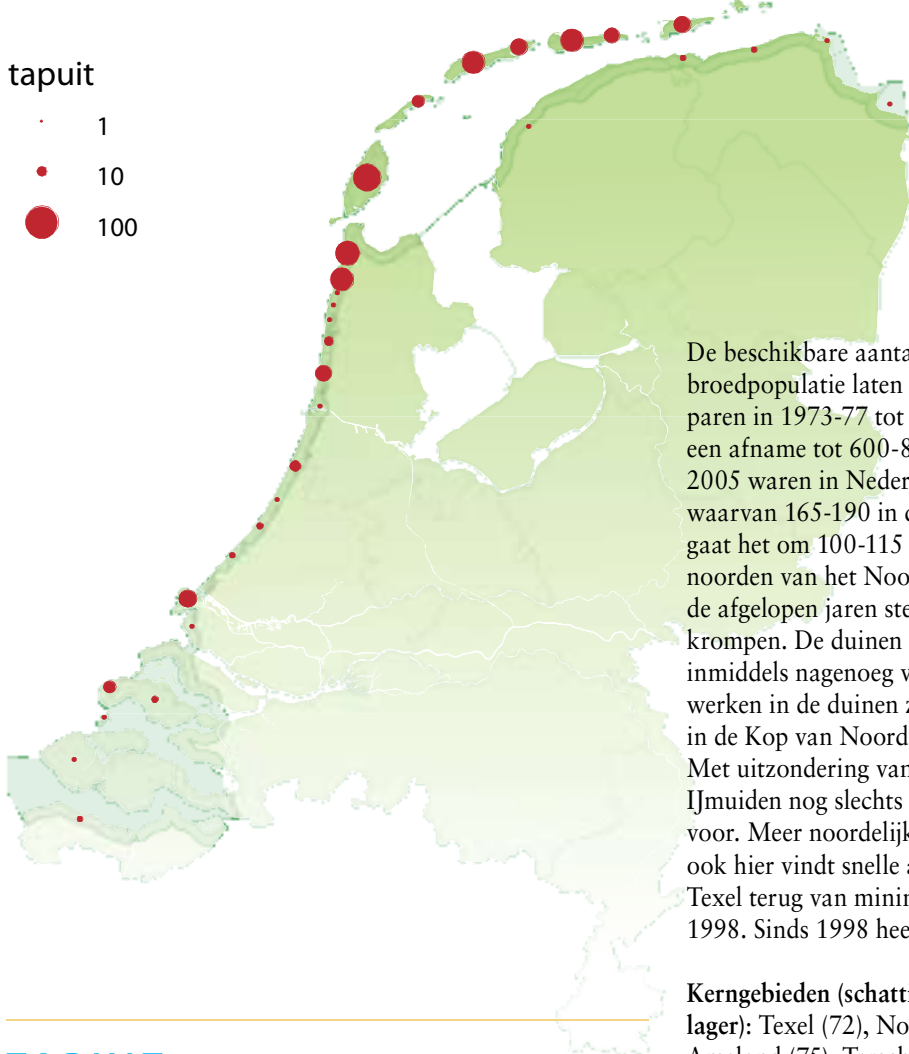 tapuit
1
10
100
De beschikbare
broedpopulatie laten
paren in 1973-77 tot
een afname tot 600-8
2005 waren in Neder
waarvan 165-190 in
gaat het om 100-115
noorden van het Noo
de afgelopen jaren ste
krompen. De duinen
inmiddels nagenoeg v
werken in de duinen
in de Kop van Noord
Met uitzondering van
IJmuiden nog slechts
voor. Meer noordelijk
ook hier vindt snelle
Texel terug van minir
1998. Sinds 1998 hee
Kerngebieden (schatti
lager): Texel (72), No